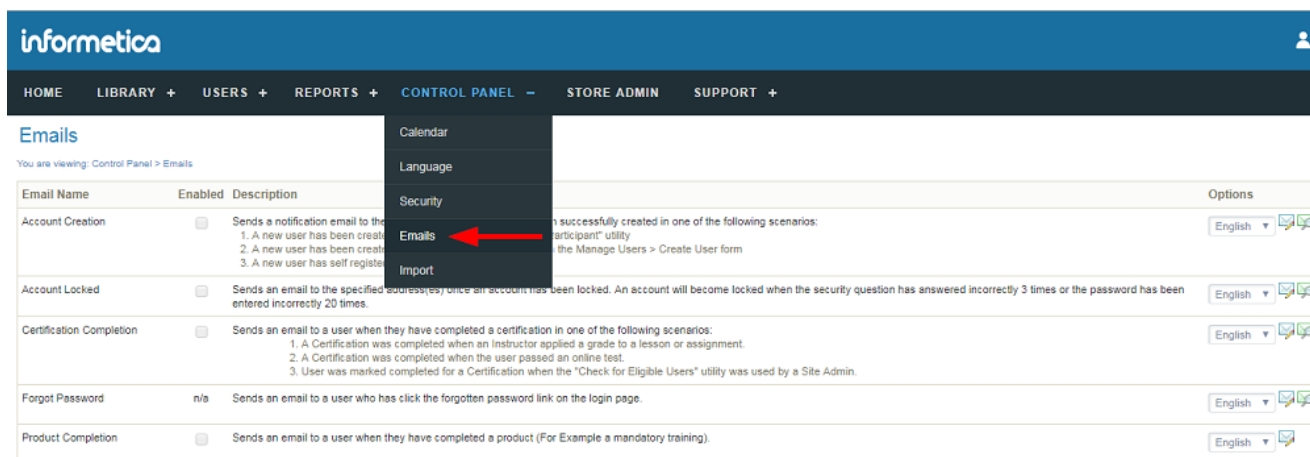 informetica
HOME LIBRARY + USERS + REPORTS + CONTROL PANEL − STORE ADMIN SUPPORT +
Calendar
Language
Security
Emails
Import
Emails
You are viewing: Control Panel > Emails
Email Name Enabled Description Options
Account Creation Sends a notification email to the successfully created in one of the following scenarios: English
1. A new user has been create articipant" utility
2. A new user has been create the Manage Users > Create User form
3. A new user has self registe
Account Locked Sends an email to the specified address(es) once an account has been locked. An account will become locked when the security question has answered incorrectly 3 times or the password has been English
entered incorrectly 20 times.
Certification Completion Sends an email to a user when they have completed a certification in one of the following scenarios: English
1. A Certification was completed when an Instructor applied a grade to a lesson or assignment.
2. A Certification was completed when the user passed an online test.
3. User was marked completed for a Certification when the "Check for Eligible Users" utility was used by a Site Admin.
Forgot Password n/a Sends an email to a user who has click the forgotten password link on the login page. English
Product Completion Sends an email to a user when they have completed a product (For Example a mandatory training). English